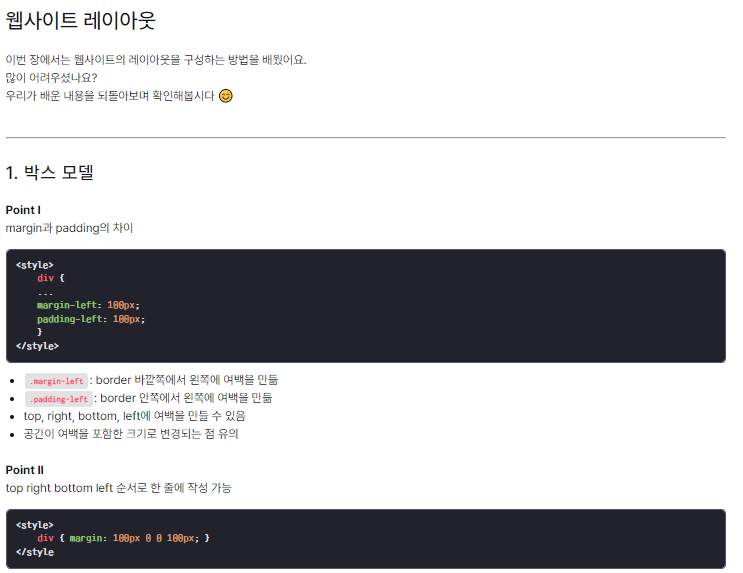 웹사이트 레이아웃
이번 장에서는 웹사이트의 레이아웃을 구성하는 방법을 배웠어요.
많이 어려우셨나요?
우리가 배운 내용을 되돌아보며 확인해봅시다 😊
1. 박스 모델
Point I
margin과 padding의 차이
<style>
div {
...
margin-left: 100px;
padding-left: 100px;
}
</style>
.margin-left : border 바깥쪽에서 왼쪽에 여백을 만듦
.padding-left : border 안쪽에서 왼쪽에 여백을 만듦
top, right, bottom, left에 여백을 만들 수 있음
공간이 여백을 포함한 크기로 변경되는 점 유의
Point II
top right bottom left 순서로 한 줄에 작성 가능
<style>
div { margin: 100px 0 0 100px; }
</style